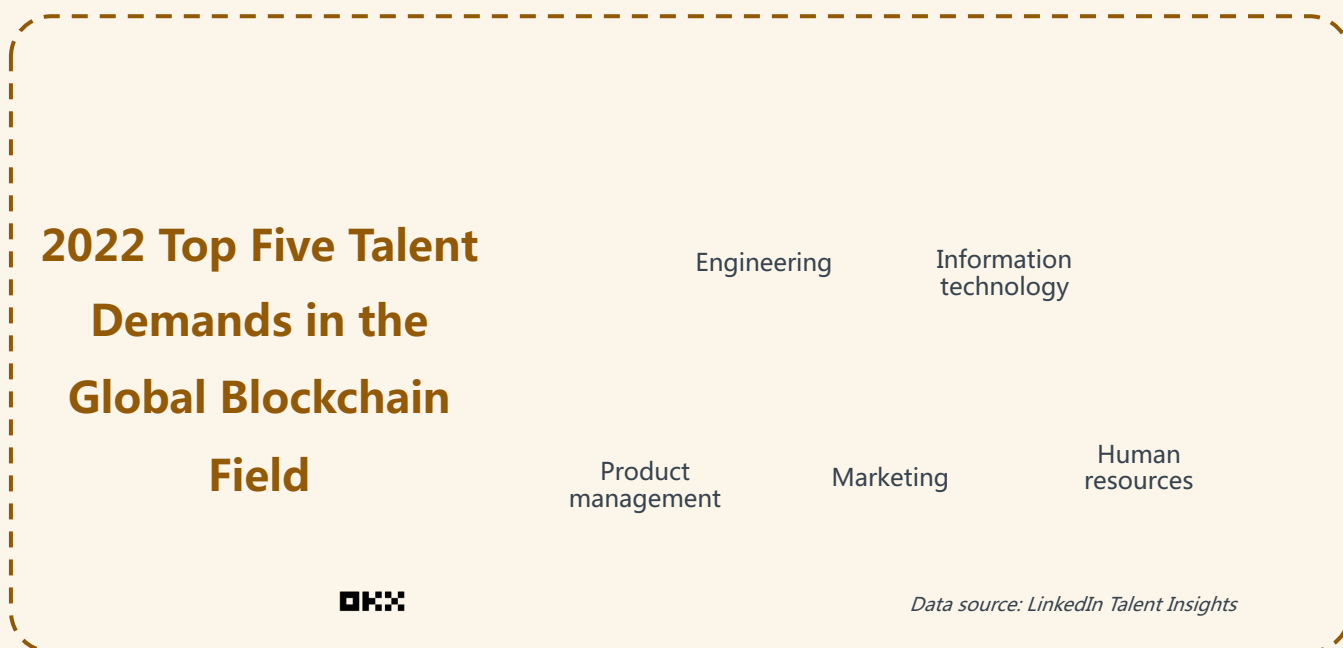 2022 Top Five Talent
Demands in the
Global Blockchain
Field
Engineering
Information
technology
Product
management
Marketing
Human
resources
OKX
Data source: LinkedIn Talent Insights